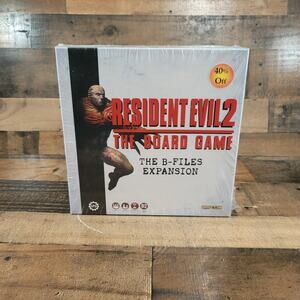 40%
Off
RESIDENT EVIL 2
THE BOARD GAME
THE B-FILES
EXPANSION